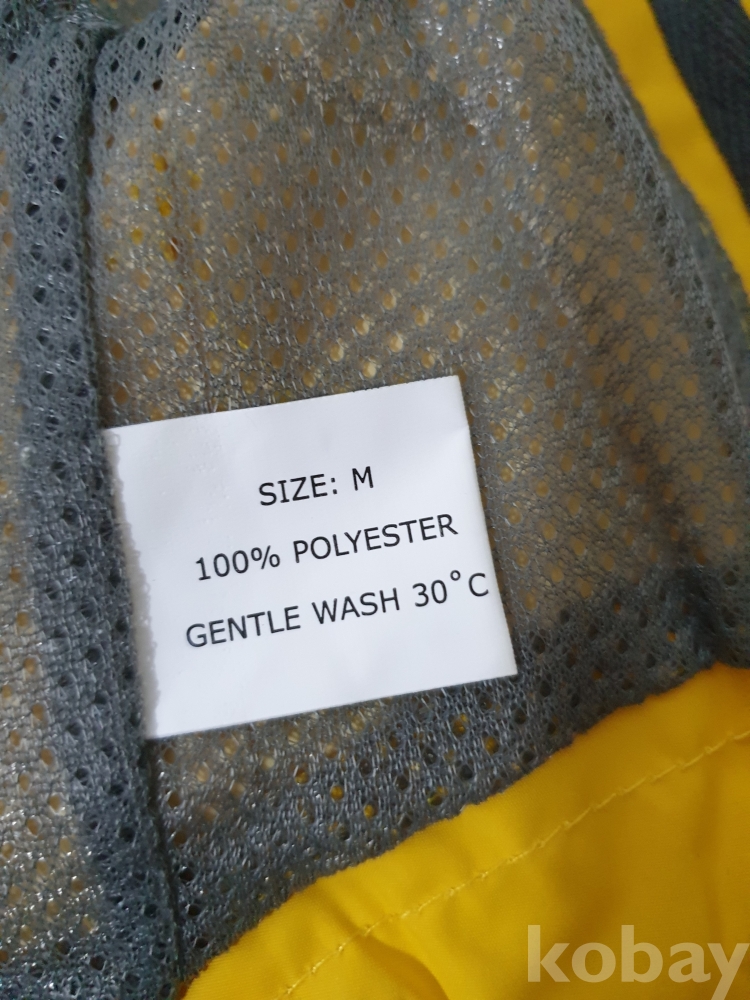 SIZE: M
100% POLYESTER
GENTLE WASH 30°C
kobay